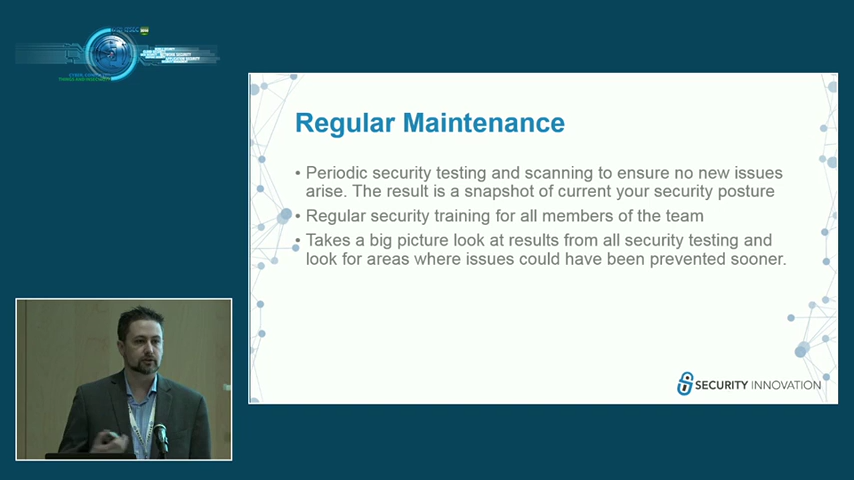 Regular Maintenance
• Periodic security testing and scanning to ensure no new issues
arise. The result is a snapshot of current your security posture
• Regular security training for all members of the team
• Takes a big picture look at results from all security testing and
look for areas where issues could have been prevented sooner.
SECURITY INNOVATION